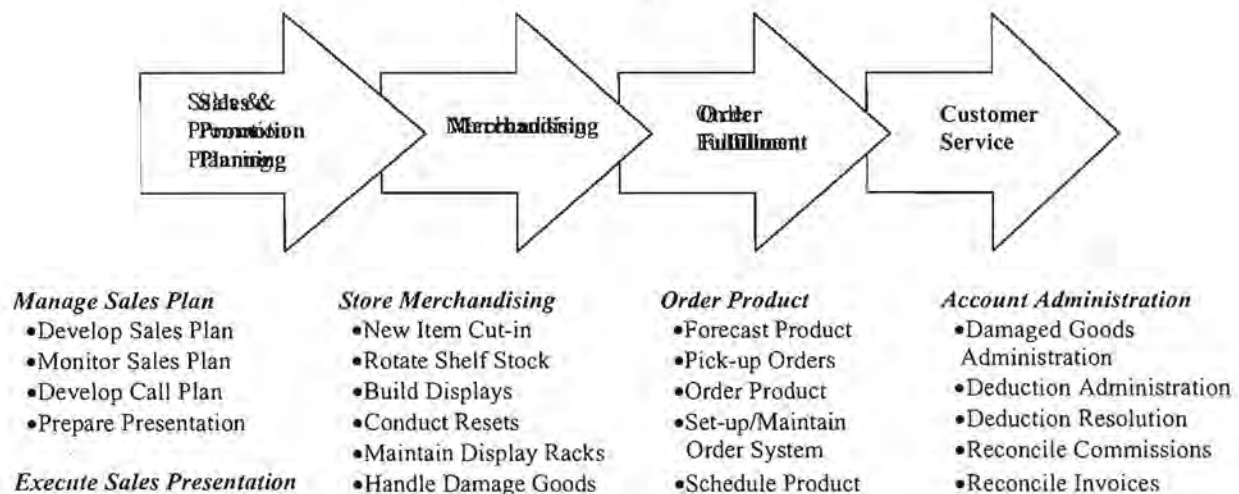 Sales &
Promotion
Planning
Merchandising
Order
Fulfillment
Customer
Service
Manage Sales Plan
•Develop Sales Plan
•Monitor Sales Plan
•Develop Call Plan
•Prepare Presentation
Execute Sales Presentation
Store Merchandising
•New Item Cut-in
•Rotate Shelf Stock
•Build Displays
•Conduct Resets
•Maintain Display Racks
•Handle Damage Goods
Order Product
•Forecast Product
•Pick-up Orders
•Order Product
•Set-up/Maintain
Order System
•Schedule Product
Account Administration
•Damaged Goods
Administration
•Deduction Administration
•Deduction Resolution
•Reconcile Commissions
•Reconcile Invoices